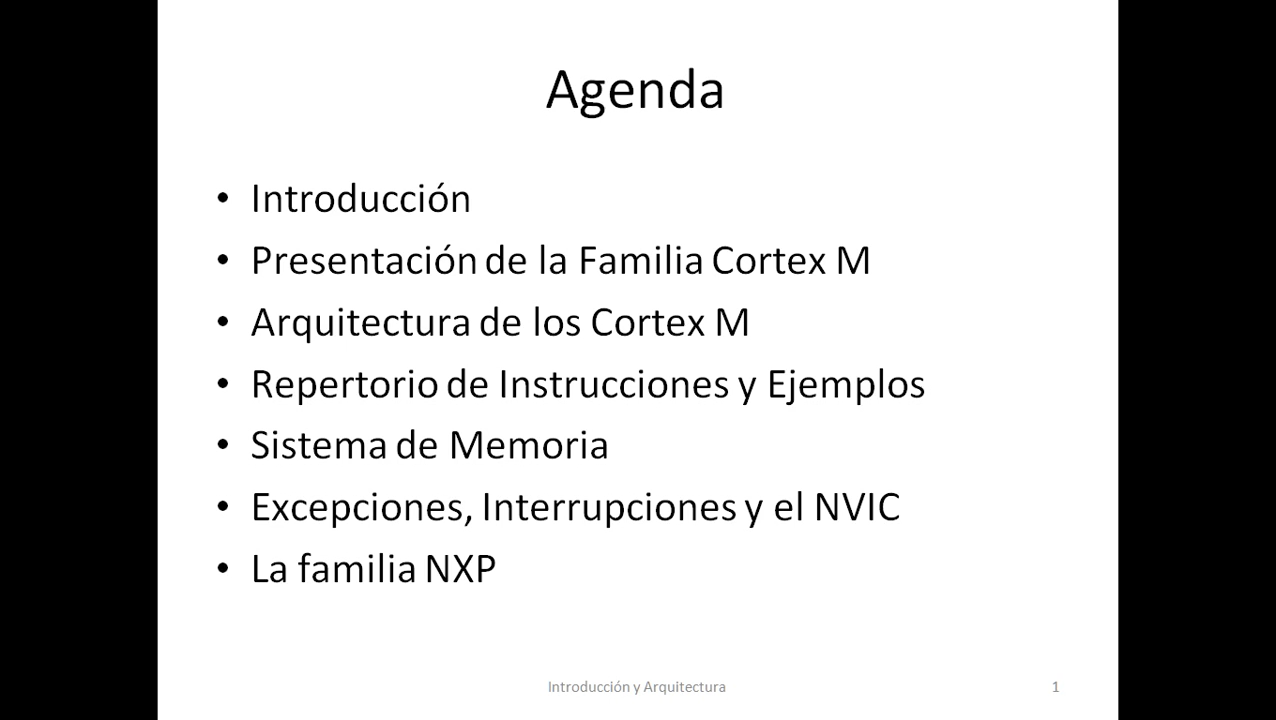 Agenda
• Introducción
• Presentación de la Familia Cortex M
• Arquitectura de los Cortex M
• Repertorio de Instrucciones y Ejemplos
• Sistema de Memoria
• Excepciones, Interrupciones y el NVIC
• La familia NXP
Introducción y Arquitectura
1